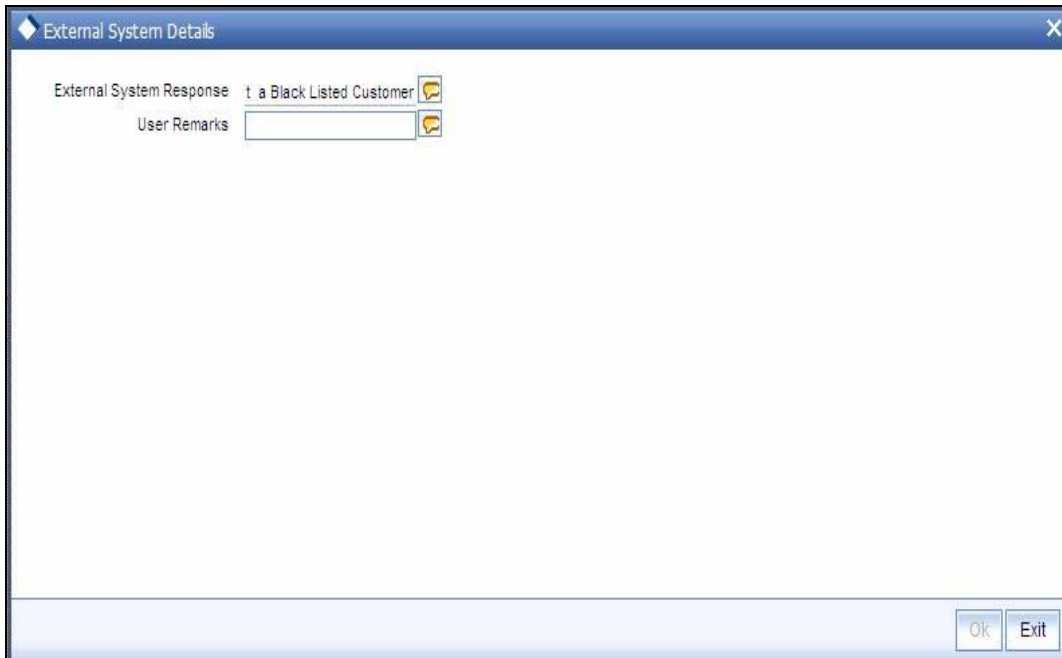 External System Details
External System Response t a Black Listed Customer
User Remarks
Ok Exit